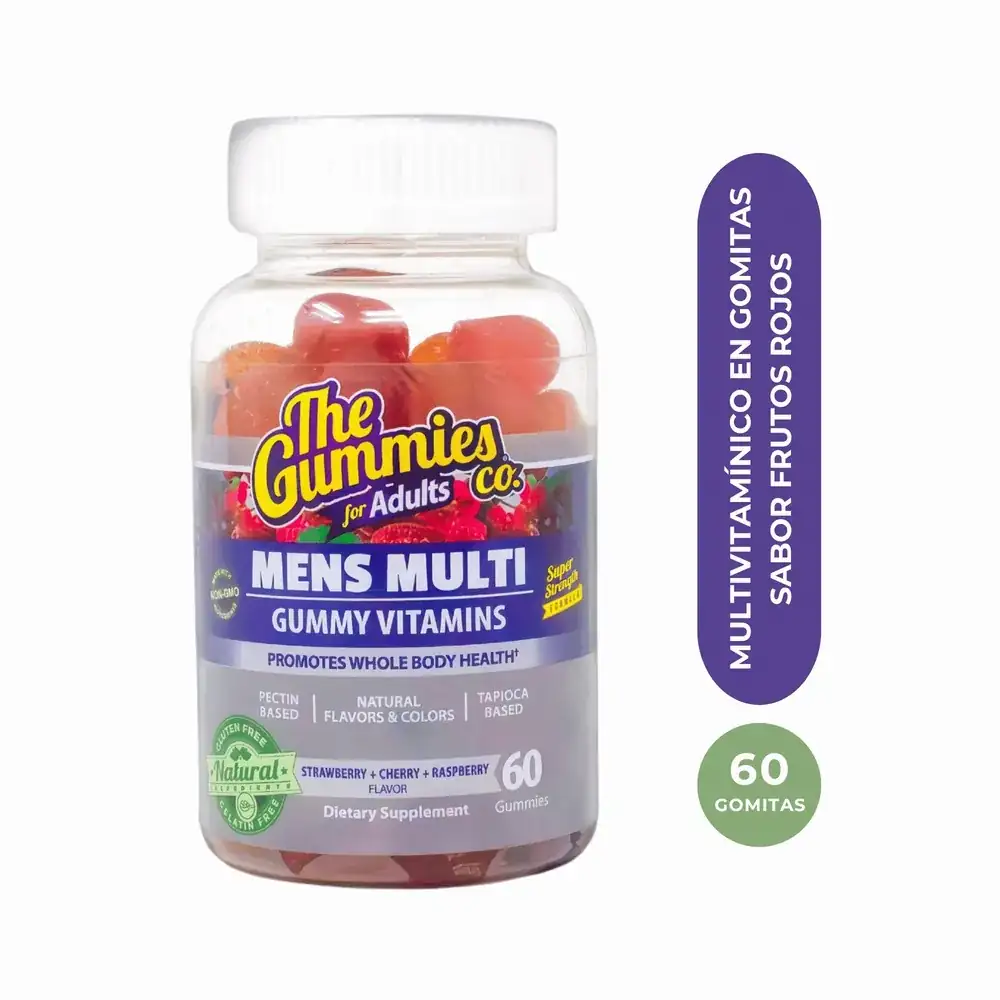 The
Gummies
co.
for Adults
MENS MULTI
GUMMY VITAMINS
NON-GMO
Super
Strength
FORMULA
PROMOTES WHOLE BODY HEALTH†
PECTIN
BASED
NATURAL
FLAVORS & COLORS
TAPIOCA
BASED
GLUTEN FREE
Natural
INGREDIENTS
GELATIN FREE
STRAWBERRY + CHERRY + RASPBERRY
FLAVOR
60
Gummies
Dietary Supplement
MULTIVITAMÍNICO EN GOMITAS
SABOR FRUTOS ROJOS
60
GOMITAS